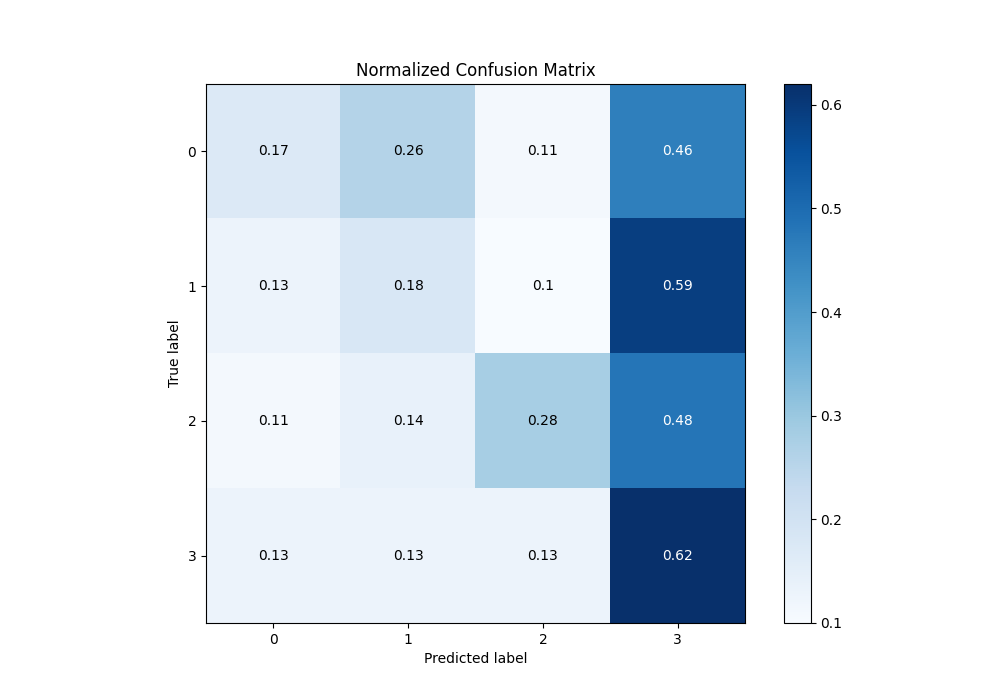 Normalized Confusion Matrix
True label
0 0.17 0.26 0.11 0.46
1 0.13 0.18 0.1 0.59
2 0.11 0.14 0.28 0.48
3 0.13 0.13 0.13 0.62
0 1 2 3
Predicted label
0.6
0.5
0.4
0.3
0.2
0.1